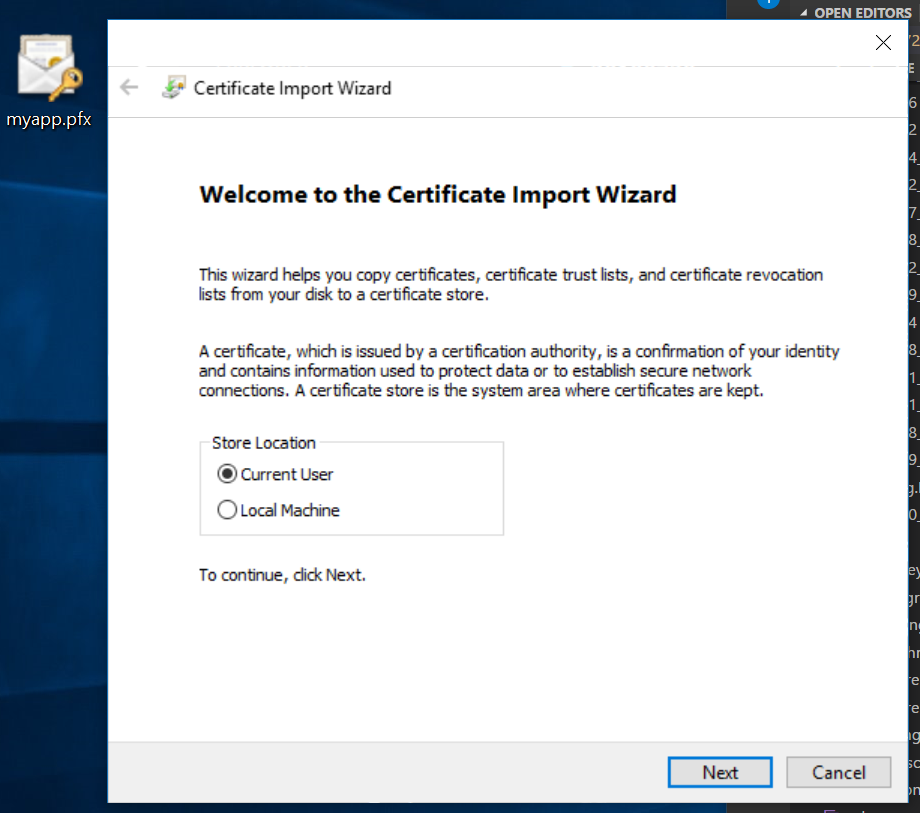 OPEN EDITORS
myapp.pfx
Certificate Import Wizard
Welcome to the Certificate Import Wizard
This wizard helps you copy certificates, certificate trust lists, and certificate revocation
lists from your disk to a certificate store.
A certificate, which is issued by a certification authority, is a confirmation of your identity
and contains information used to protect data or to establish secure network
connections. A certificate store is the system area where certificates are kept.
Store Location
Current User
Local Machine
To continue, click Next.
Next
Cancel